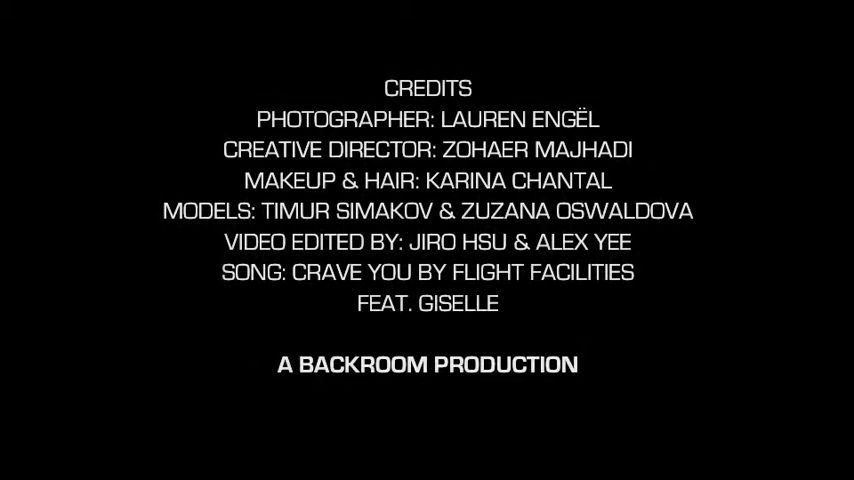 CREDITS
PHOTOGRAPHER: LAUREN ENGËL
CREATIVE DIRECTOR: ZOHAER MAJHADI
MAKEUP & HAIR: KARINA CHANTAL
MODELS: TIMUR SIMAKOV & ZUZANA OSWALDOVA
VIDEO EDITED BY: JIRO HSU & ALEX YEE
SONG: CRAVE YOU BY FLIGHT FACILITIES
FEAT. GISELLE
A BACKROOM PRODUCTION